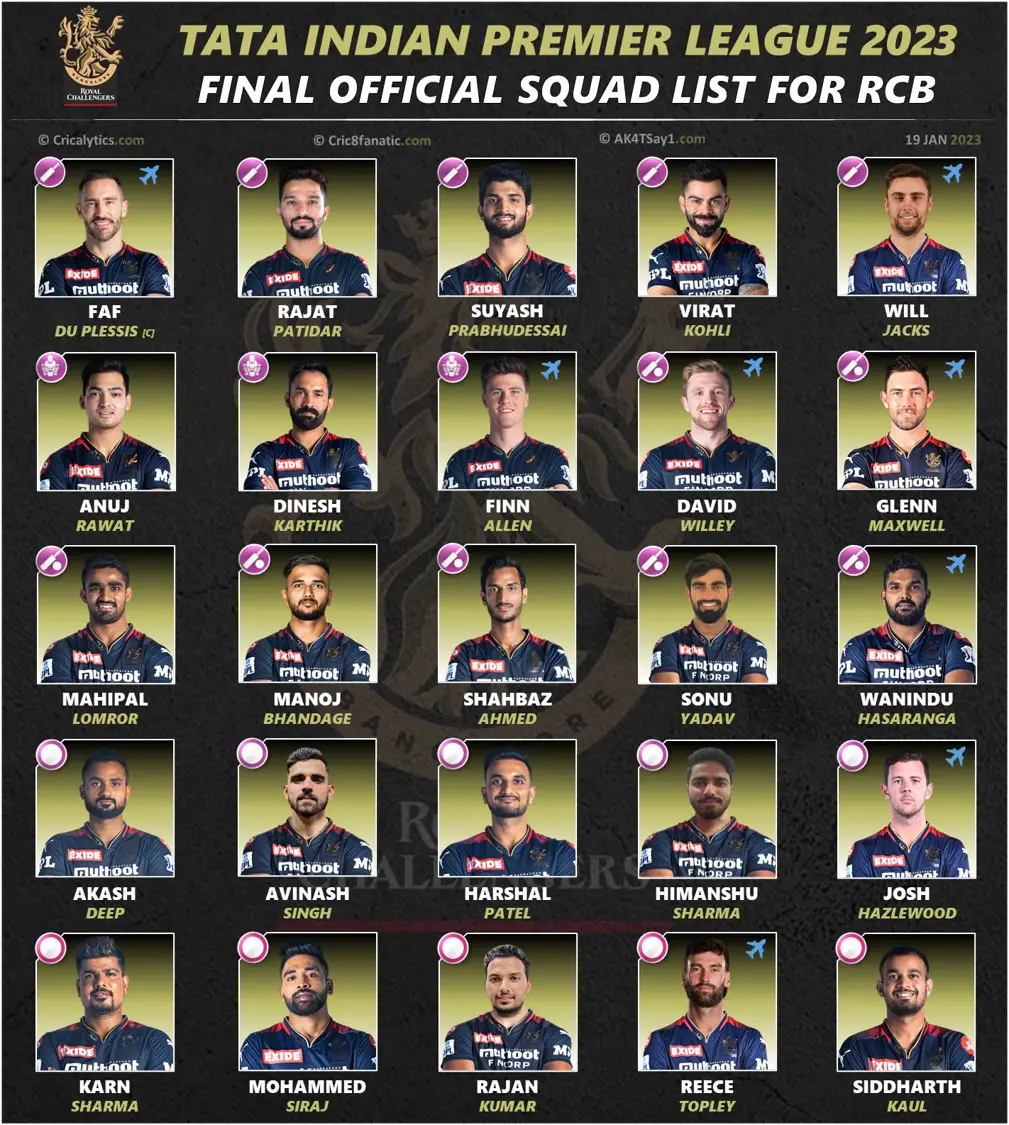 TATA INDIAN PREMIER LEAGUE 2023
ROYAL
CHALLENGERS
FINAL OFFICIAL SQUAD LIST FOR RCB
© Cricalytics.com © Cric8fanatic.com © AK4TSay1.com 19 JAN 2023
FAF RAJAT SUYASH VIRAT WILL
DU PLESSIS [C] PATIDAR PRABHUDESSAI KOHLI JACKS
ANUJ DINESH FINN DAVID GLENN
RAWAT KARTHIK ALLEN WILLEY MAXWELL
MAHIPAL MANOJ SHAHBAZ SONU WANINDU
LOMROR BHANDAGE AHMED YADAV HASARANGA
AKASH AVINASH HARSHAL HIMANSHU JOSH
DEEP SINGH PATEL SHARMA HAZLEWOOD
KARN MOHAMMED RAJAN REECE SIDDHARTH
SHARMA SIRAJ KUMAR TOPLEY KAUL